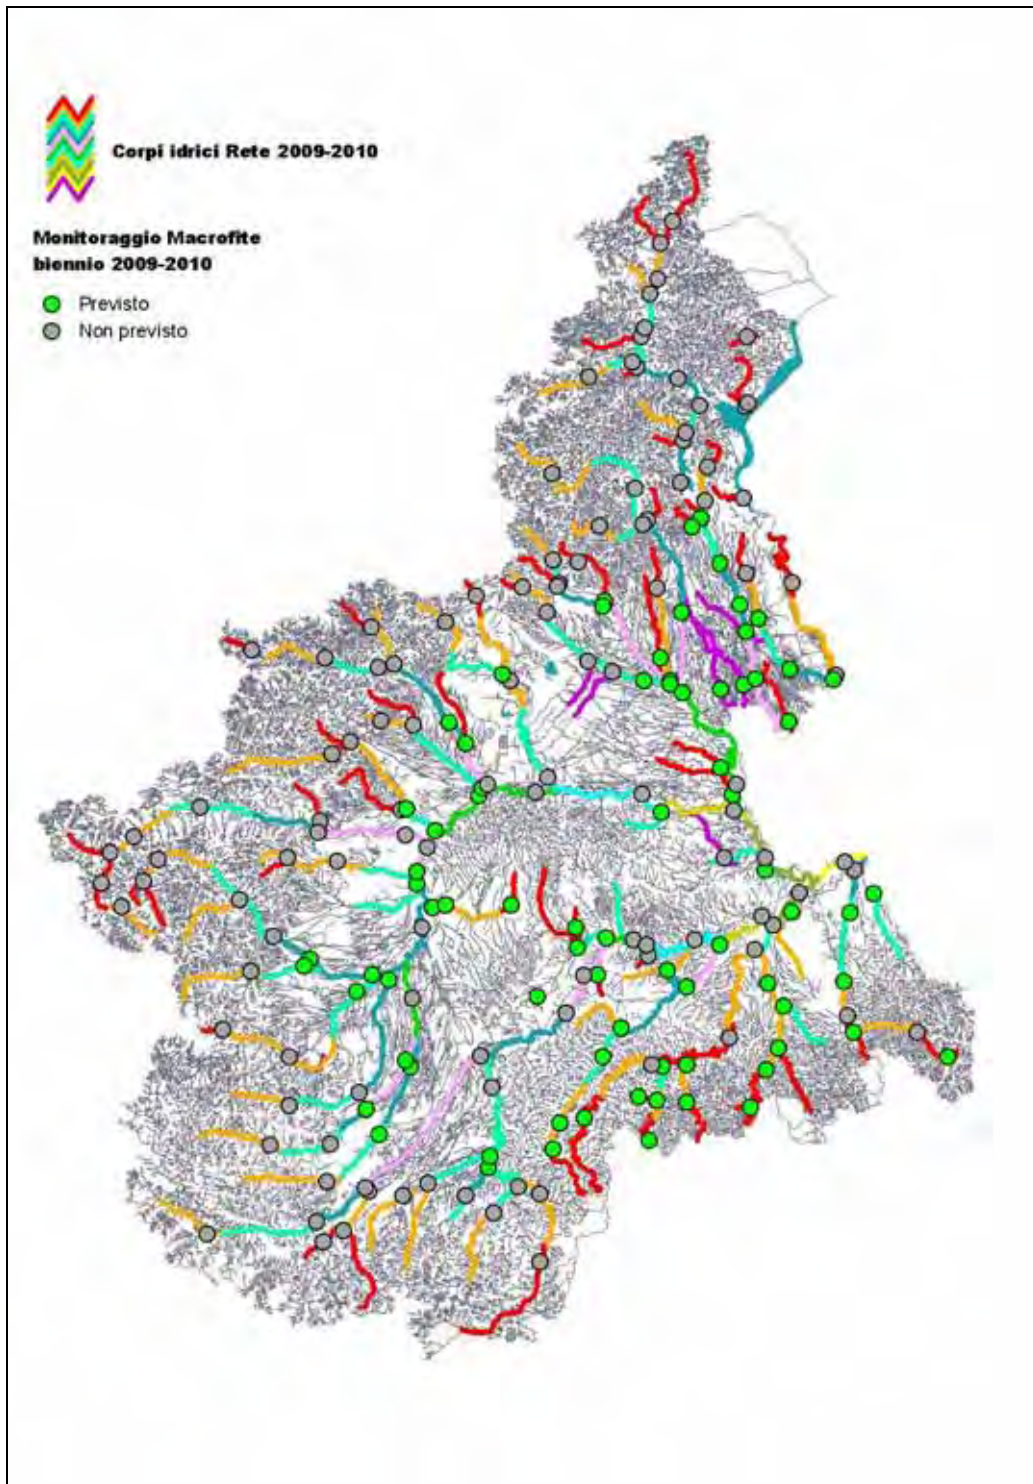 Corpi idrici Rete 2009-2010
Monitoraggio Macrofite
biennio 2009-2010
Previsto
Non previsto